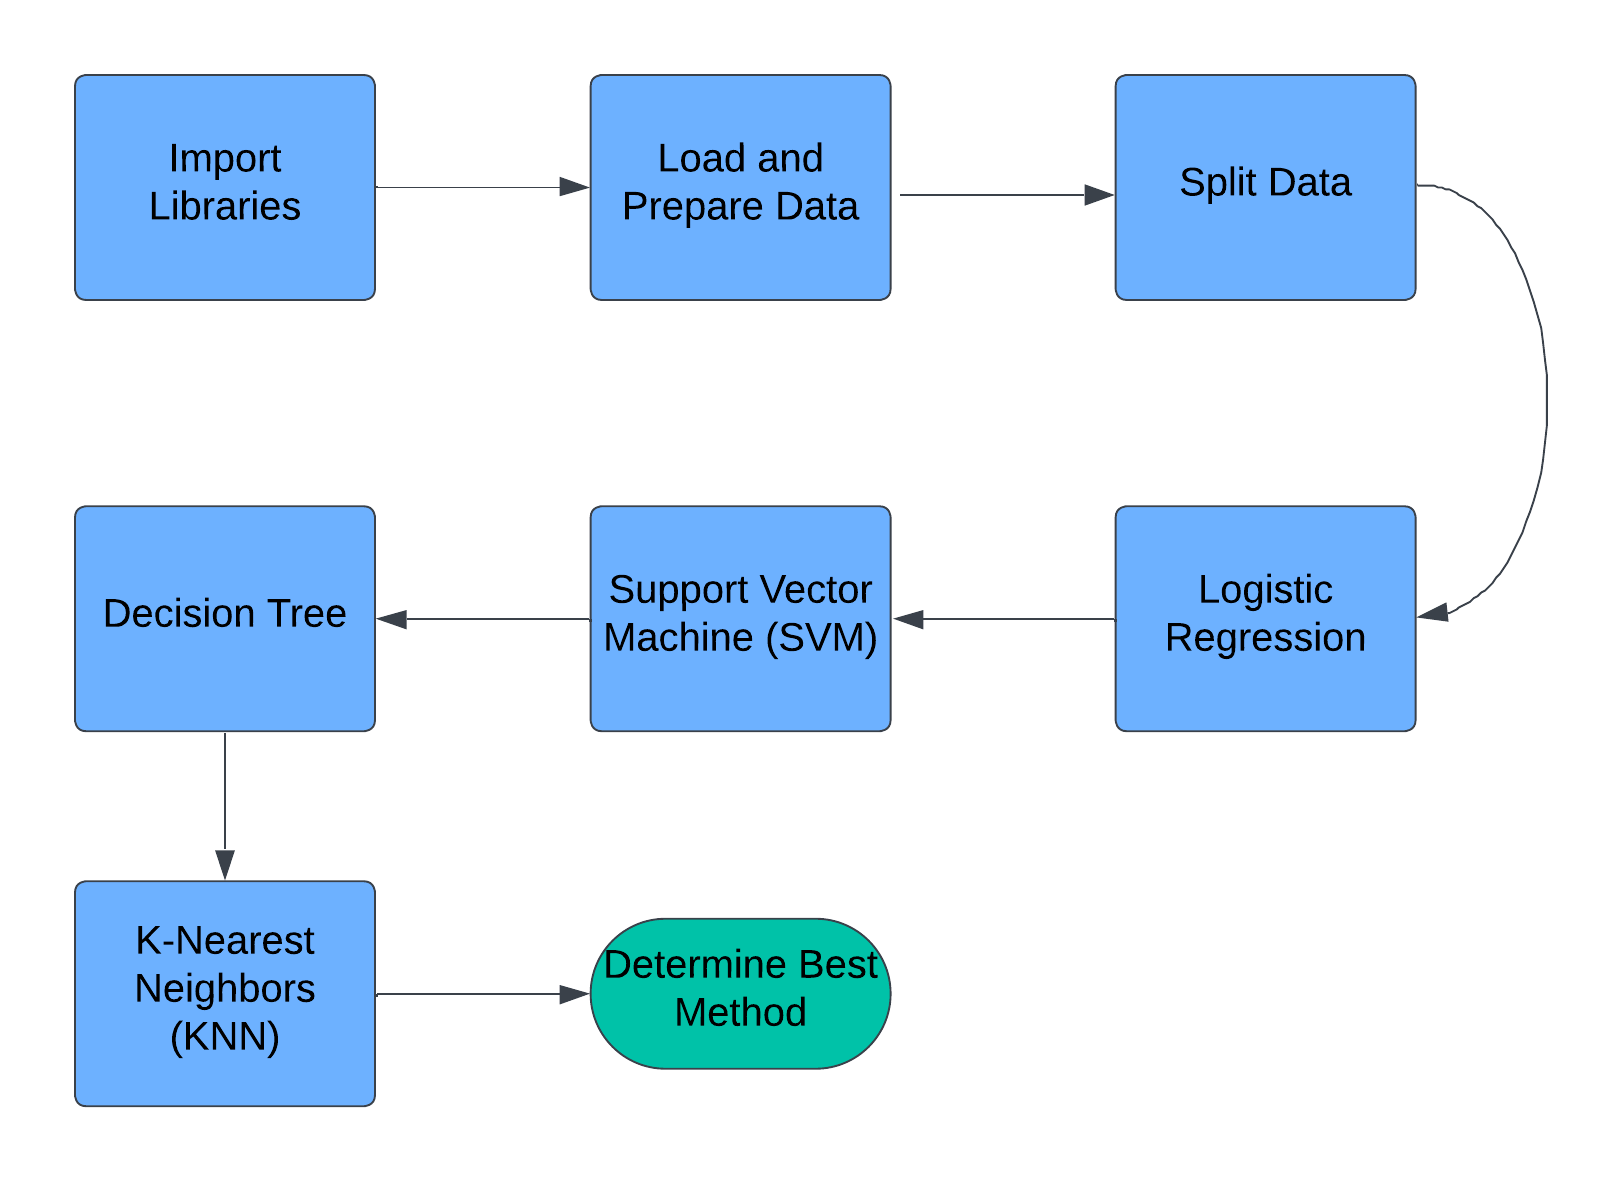 Import
Libraries
Load and
Prepare Data
Split Data
Logistic
Regression
Support Vector
Machine (SVM)
Decision Tree
K-Nearest
Neighbors
(KNN)
Determine Best
Method